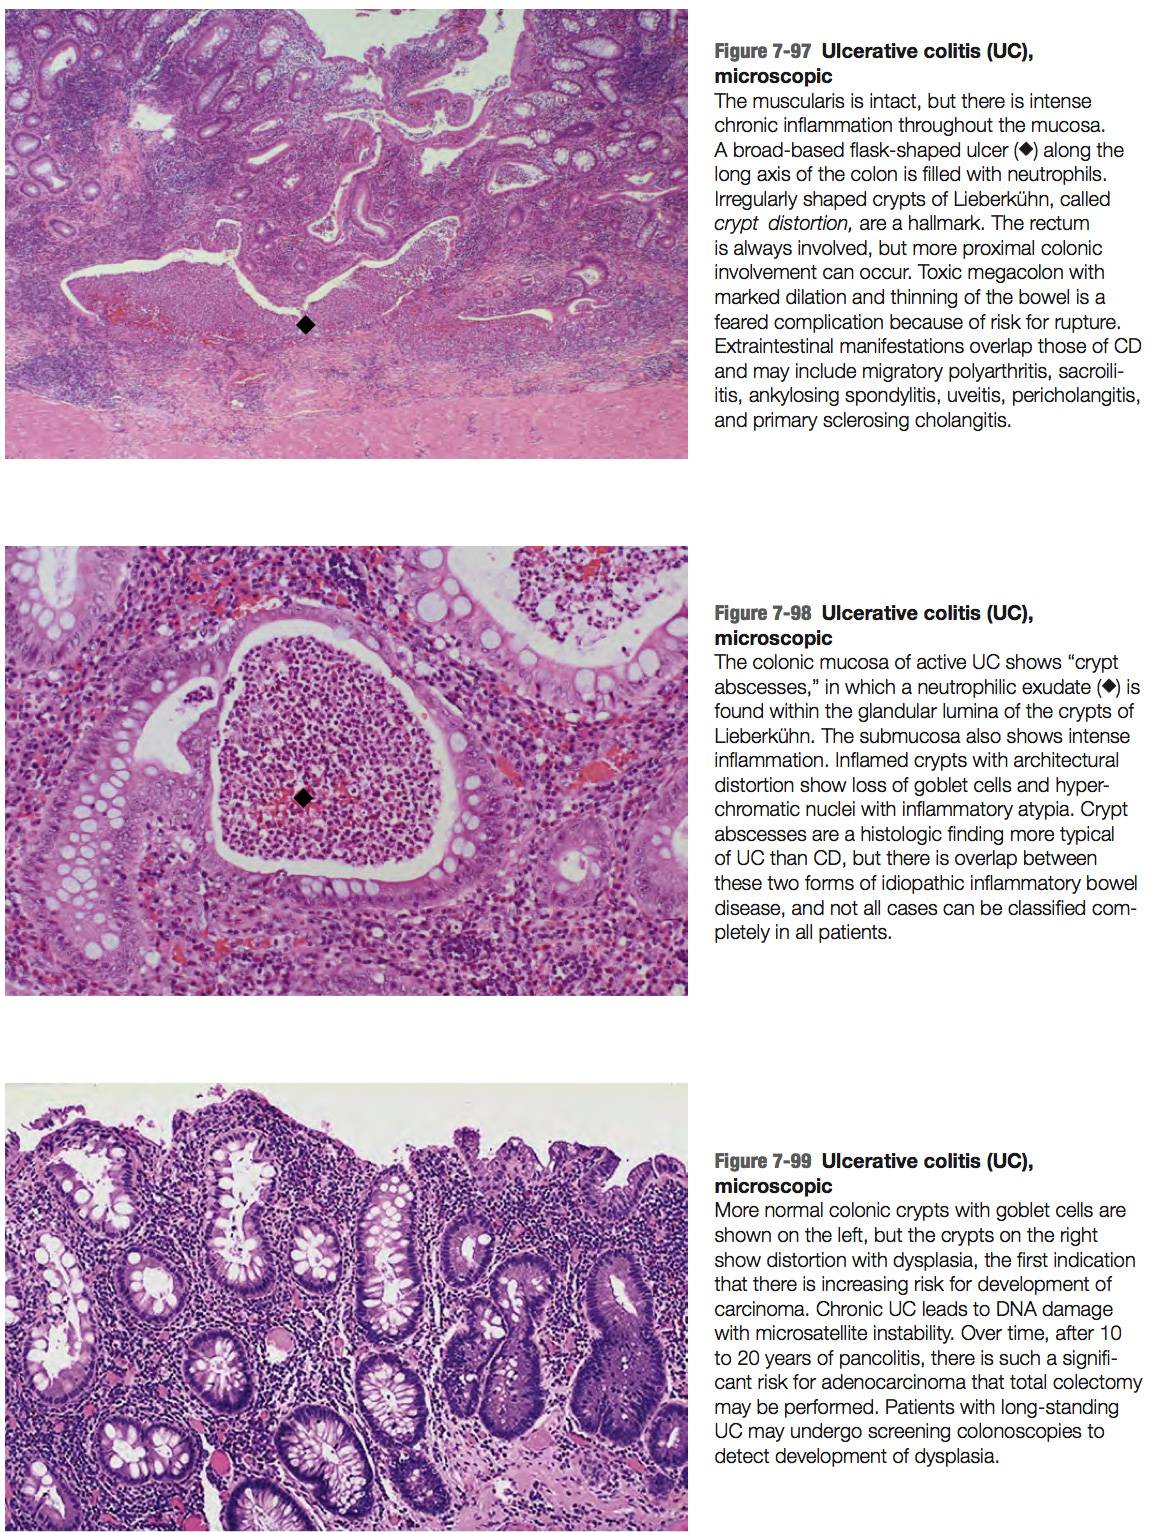 Figure 7-97 Ulcerative colitis (UC),
microscopic
The muscularis is intact, but there is intense
chronic inflammation throughout the mucosa.
A broad-based flask-shaped ulcer (◆) along the
long axis of the colon is filled with neutrophils.
Irregularly shaped crypts of Lieberkühn, called
crypt distortion, are a hallmark. The rectum
is always involved, but more proximal colonic
involvement can occur. Toxic megacolon with
marked dilation and thinning of the bowel is a
feared complication because of risk for rupture.
Extraintestinal manifestations overlap those of CD
and may include migratory polyarthritis, sacroili-
itis, ankylosing spondylitis, uveitis, pericholangitis,
and primary sclerosing cholangitis.
Figure 7-98 Ulcerative colitis (UC),
microscopic
The colonic mucosa of active UC shows “crypt
abscesses,” in which a neutrophilic exudate (◆) is
found within the glandular lumina of the crypts of
Lieberkühn. The submucosa also shows intense
inflammation. Inflamed crypts with architectural
distortion show loss of goblet cells and hyper-
chromatic nuclei with inflammatory atypia. Crypt
abscesses are a histologic finding more typical
of UC than CD, but there is overlap between
these two forms of idiopathic inflammatory bowel
disease, and not all cases can be classified com-
pletely in all patients.
Figure 7-99 Ulcerative colitis (UC),
microscopic
More normal colonic crypts with goblet cells are
shown on the left, but the crypts on the right
show distortion with dysplasia, the first indication
that there is increasing risk for development of
carcinoma. Chronic UC leads to DNA damage
with microsatellite instability. Over time, after 10
to 20 years of pancolitis, there is such a signifi-
cant risk for adenocarcinoma that total colectomy
may be performed. Patients with long-standing
UC may undergo screening colonoscopies to
detect development of dysplasia.